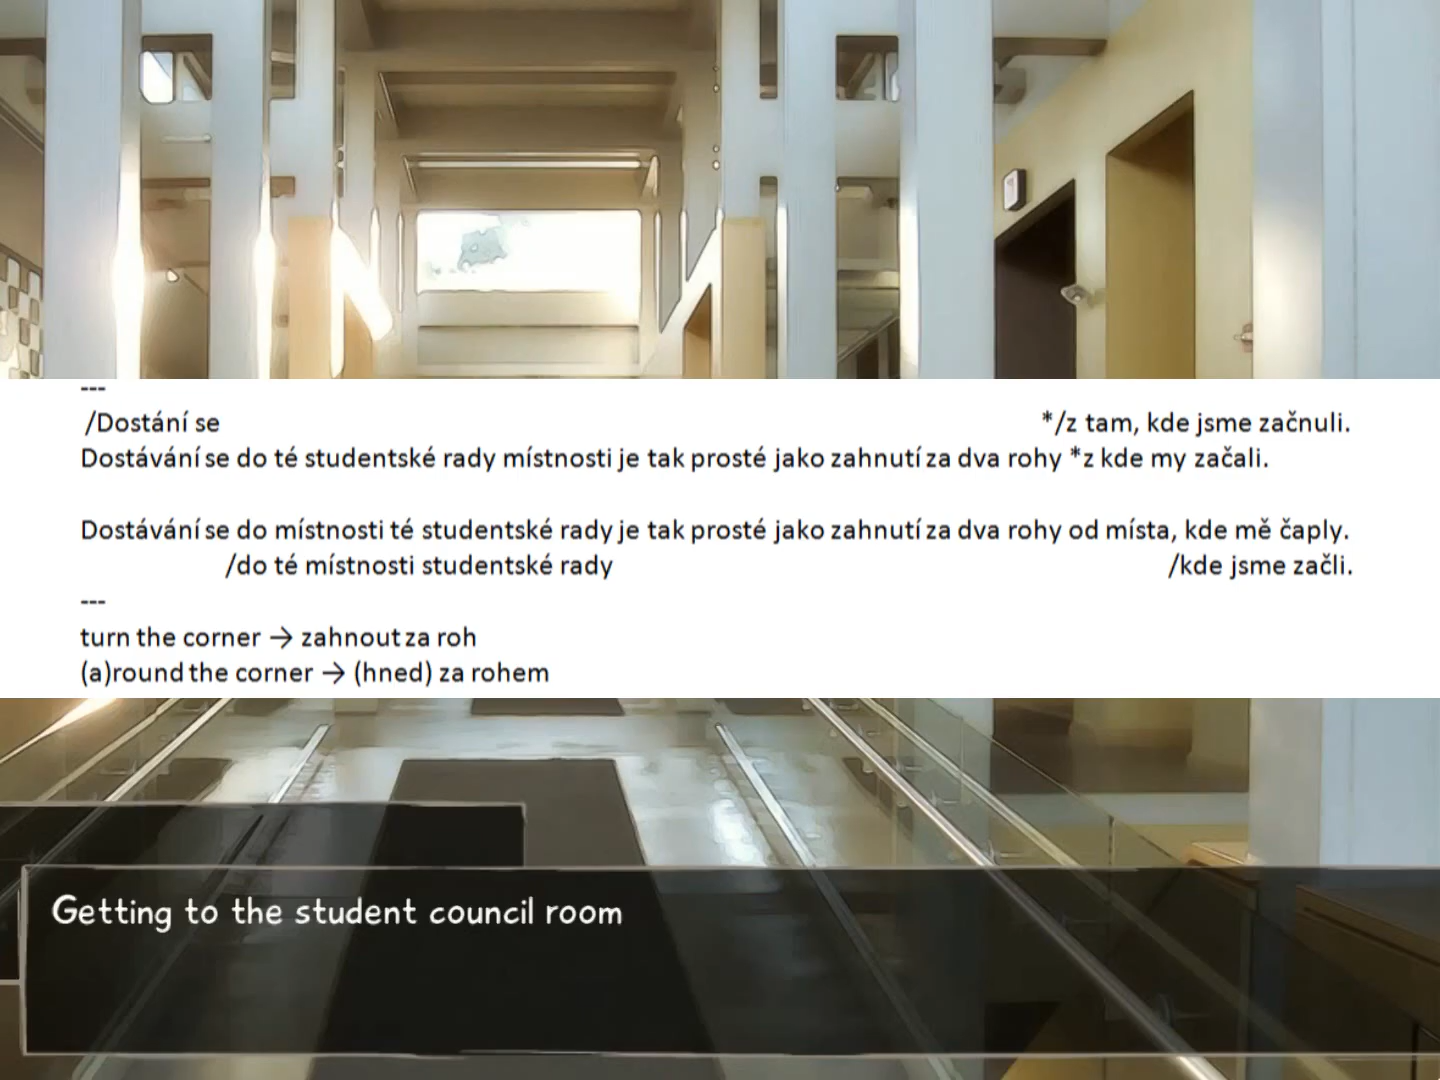 ---
/Dostání se */z tam, kde jsme začnuli.
Dostávání se do té studentské rady místnosti je tak prosté jako zahnutí za dva rohy *z kde my začali.
Dostávání se do místnosti té studentské rady je tak prosté jako zahnutí za dva rohy od místa, kde mě čaply.
/do té místnosti studentské rady /kde jsme začli.
---
turn the corner → zahnout za roh
(a)round the corner → (hned) za rohem
Getting to the student council room